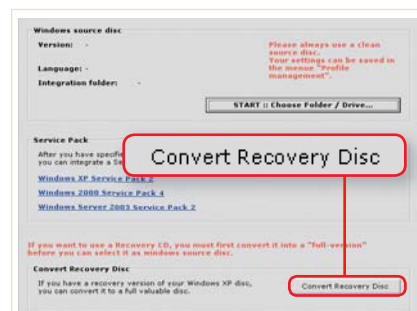 Windows source disc
Version: -
Please always use a clean
source disc.
Your settings can be saved in
the menue "Profile
management".
Language: -
Integration folder: -
START :: Choose Folder / Drive...
Service Pack
After you have specifie
you can integrate a Se
Convert Recovery Disc
Windows XP Service Pack 2
Windows 2000 Service Pack 4
Windows Server 2003 Service Pack 2
If you want to use a Recovery CD, you must first convert it into a "full-version"
before you can select it as windows source disc.
Convert Recovery Disc
If you have a recovery version of your Windows XP disc,
you can convert it to a full valuable disc.
Convert Recovery Disc